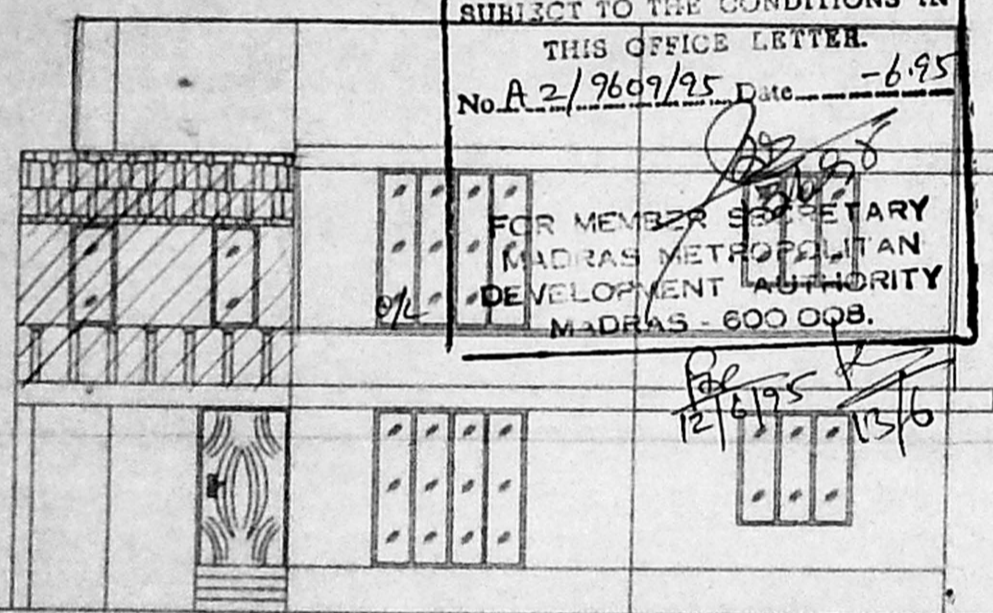 SUBJECT TO THE CONDITIONS IN
THIS OFFICE LETTER.
No. A2/9609/95 Date -6.95
FOR MEMBER SECRETARY
MADRAS METROPOLITAN
DEVELOPMENT AUTHORITY
MADRAS - 600 008.
O/L
12/6/95
13/6